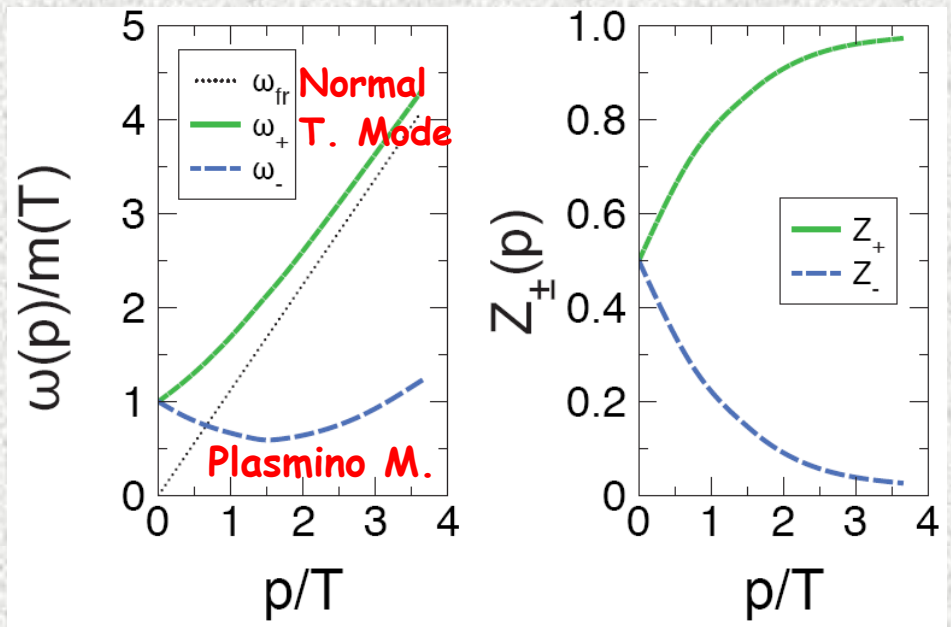 5
4
3
2
1
0
ω(p)/m(T)
ω_fr
ω_+
ω_-
Normal
T. Mode
Plasmino M.
0 1 2 3 4
p/T
1.0
0.8
0.6
0.4
0.2
0
Z_±(p)
Z_+
Z_-
0 1 2 3 4
p/T